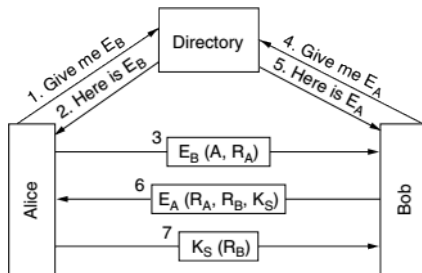 Directory
1. Give me E_B
2. Here is E_B
4. Give me E_A
5. Here is E_A
Alice
3
E_B (A, R_A)
6
E_A (R_A, R_B, K_S)
7
K_S (R_B)
Bob